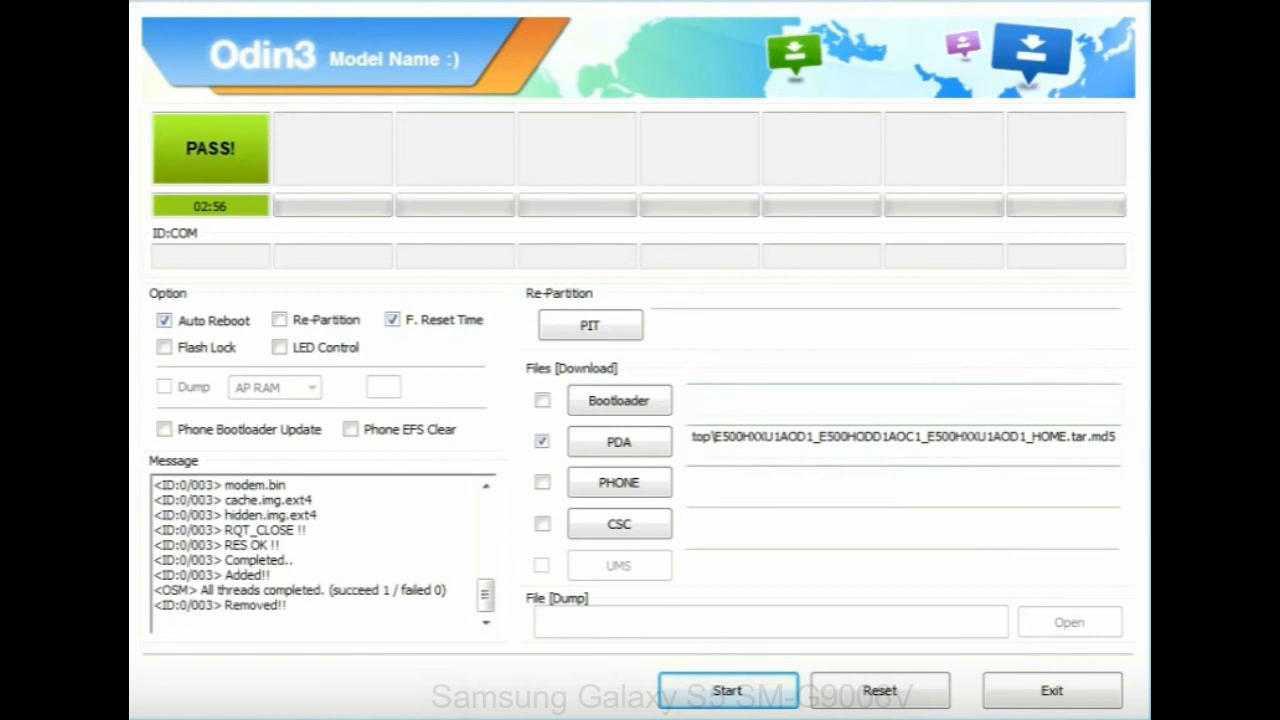 Odin3 Model Name :)
PASS!
02:56
ID:COM
Option
Auto Reboot Re-Partition F. Reset Time
Flash Lock LED Control
Dump AP RAM
Phone Bootloader Update Phone EFS Clear
Message
<ID:0/003> modem.bin
<ID:0/003> cache.img.ext4
<ID:0/003> hidden.img.ext4
<ID:0/003> RQT_CLOSE !!
<ID:0/003> RES OK !!
<ID:0/003> Completed..
<ID:0/003> Added!!
<OSM> All threads completed. (succeed 1 / failed 0)
<ID:0/003> Removed!!
Re-Partition
PIT
Files [Download]
Bootloader
PDA top\E500HXXU1AOD1_E500HODD1AOC1_E500HXXU1AOD1_HOME.tar.md5
PHONE
CSC
UMS
File [Dump]
Open
Start Reset Exit
Samsung Galaxy S5 SM-G9006V